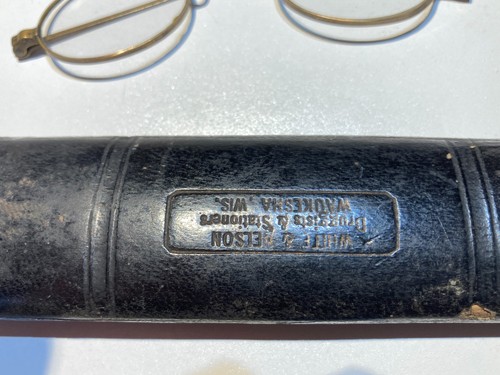 WHITE & NELSON
Druggists & Stationers
WAUKESHA, WIS.